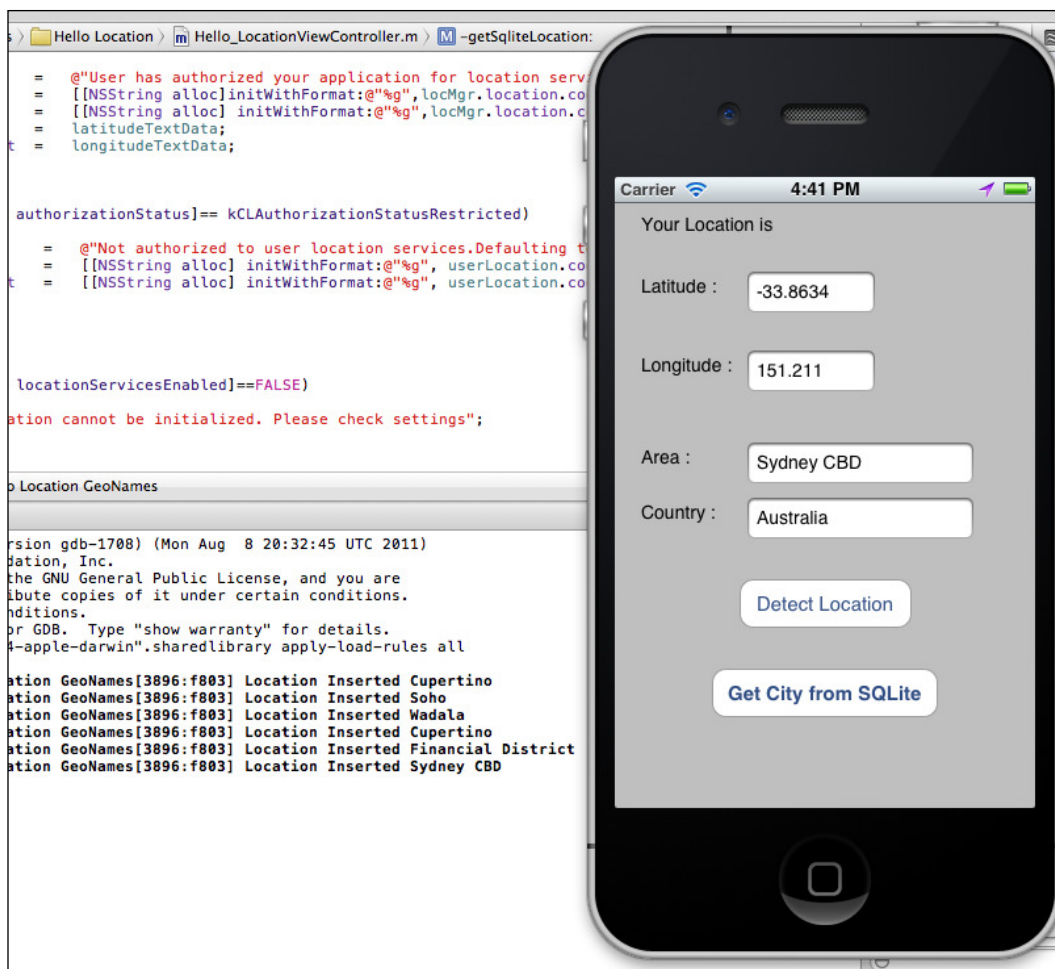 s Hello Location Hello_LocationViewController.m M -getSqliteLocation:
= @"User has authorized your application for location serv
= [[NSString alloc]initWithFormat:@"%g",locMgr.location.co
= [[NSString alloc] initWithFormat:@"%g",locMgr.location.c
= latitudeTextData;
t = longitudeTextData;
authorizationStatus]== kCLAuthorizationStatusRestricted)
= @"Not authorized to user location services.Defaulting t
= [[NSString alloc] initWithFormat:@"%g", userLocation.co
t = [[NSString alloc] initWithFormat:@"%g", userLocation.co
locationServicesEnabled]==FALSE)
ation cannot be initialized. Please check settings";
o Location GeoNames
rsion gdb-1708) (Mon Aug 8 20:32:45 UTC 2011)
dation, Inc.
the GNU General Public License, and you are
ibute copies of it under certain conditions.
nditions.
or GDB. Type "show warranty" for details.
4-apple-darwin".sharedlibrary apply-load-rules all
ation GeoNames[3896:f803] Location Inserted Cupertino
ation GeoNames[3896:f803] Location Inserted Soho
ation GeoNames[3896:f803] Location Inserted Wadala
ation GeoNames[3896:f803] Location Inserted Cupertino
ation GeoNames[3896:f803] Location Inserted Financial District
ation GeoNames[3896:f803] Location Inserted Sydney CBD
Carrier 4:41 PM
Your Location is
Latitude : -33.8634
Longitude : 151.211
Area : Sydney CBD
Country : Australia
Detect Location
Get City from SQLite